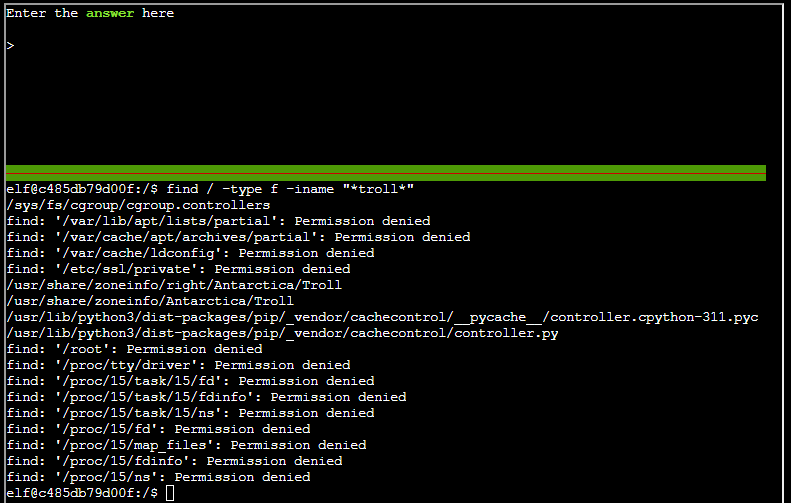 Enter the answer here
>
elf@c485db79d00f:/$ find / -type f -iname "*troll*"
/sys/fs/cgroup/cgroup.controllers
find: '/var/lib/apt/lists/partial': Permission denied
find: '/var/cache/apt/archives/partial': Permission denied
find: '/var/cache/ldconfig': Permission denied
find: '/etc/ssl/private': Permission denied
/usr/share/zoneinfo/right/Antarctica/Troll
/usr/share/zoneinfo/Antarctica/Troll
/usr/lib/python3/dist-packages/pip/_vendor/cachecontrol/__pycache__/controller.cpython-311.pyc
/usr/lib/python3/dist-packages/pip/_vendor/cachecontrol/controller.py
find: '/root': Permission denied
find: '/proc/tty/driver': Permission denied
find: '/proc/15/task/15/fd': Permission denied
find: '/proc/15/task/15/fdinfo': Permission denied
find: '/proc/15/task/15/ns': Permission denied
find: '/proc/15/fd': Permission denied
find: '/proc/15/map_files': Permission denied
find: '/proc/15/fdinfo': Permission denied
find: '/proc/15/ns': Permission denied
elf@c485db79d00f:/$